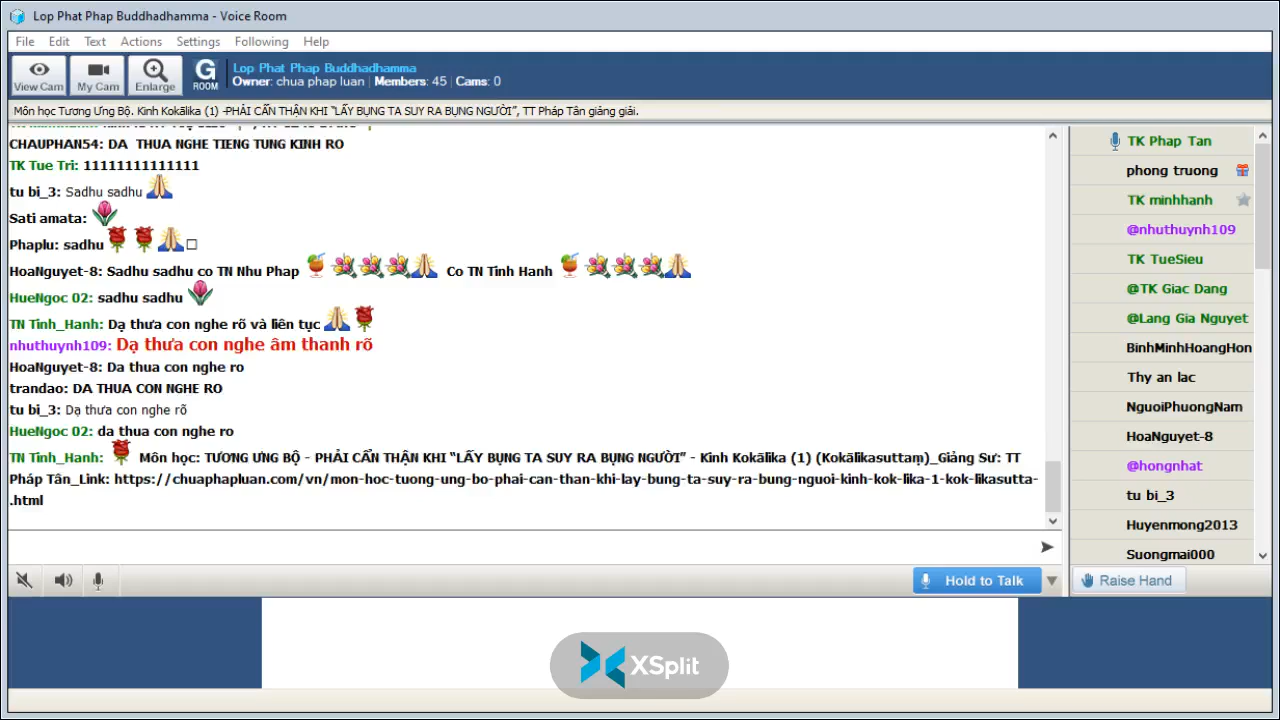 Lop Phat Phap Buddhadhamma - Voice Room
File Edit Text Actions Settings Following Help
View Cam My Cam Enlarge G ROOM
Lop Phat Phap Buddhadhamma
Owner: chua phap luan | Members: 45 | Cams: 0
Môn học Tương Ưng Bộ. Kinh Kokālika (1) -PHẢI CẨN THẬN KHI “LẤY BỤNG TA SUY RA BỤNG NGƯỜI”, TT Pháp Tân giảng giải.
CHAUPHAN54: DA THUA NGHE TIENG TUNG KINH RO
TK Tue Tri: 11111111111111
tu bi_3: Sadhu sadhu
Sati amata:
Phaplu: sadhu
HoaNguyet-8: Sadhu sadhu co TN Nhu Phap Co TN Tinh Hanh
HueNgoc 02: sadhu sadhu
TN Tinh_Hanh: Dạ thưa con nghe rõ và liên tục
nhuthuynh109: Dạ thưa con nghe âm thanh rõ
HoaNguyet-8: Da thua con nghe ro
trandao: DA THUA CON NGHE RO
tu bi_3: Dạ thưa con nghe rõ
HueNgoc 02: da thua con nghe ro
TN Tinh_Hanh: Môn học: TƯƠNG ƯNG BỘ - PHẢI CẨN THẬN KHI “LẤY BỤNG TA SUY RA BỤNG NGƯỜI” - Kinh Kokālika (1) (Kokālikasuttaṃ)_Giảng Sư: TT
Pháp Tân_Link: https://chuaphapluan.com/vn/mon-hoc-tuong-ung-bo-phai-can-than-khi-lay-bung-ta-suy-ra-bung-nguoi-kinh-kok-lika-1-kok-likasutta-
.html
TK Phap Tan
phong truong
TK minhhanh
@nhuthuynh109
TK TueSieu
@TK Giac Dang
@Lang Gia Nguyet
BinhMinhHoangHon
Thy an lac
NguoiPhuongNam
HoaNguyet-8
@hongnhat
tu bi_3
Huyenmong2013
Suongmai000
Hold to Talk
Raise Hand
XSplit